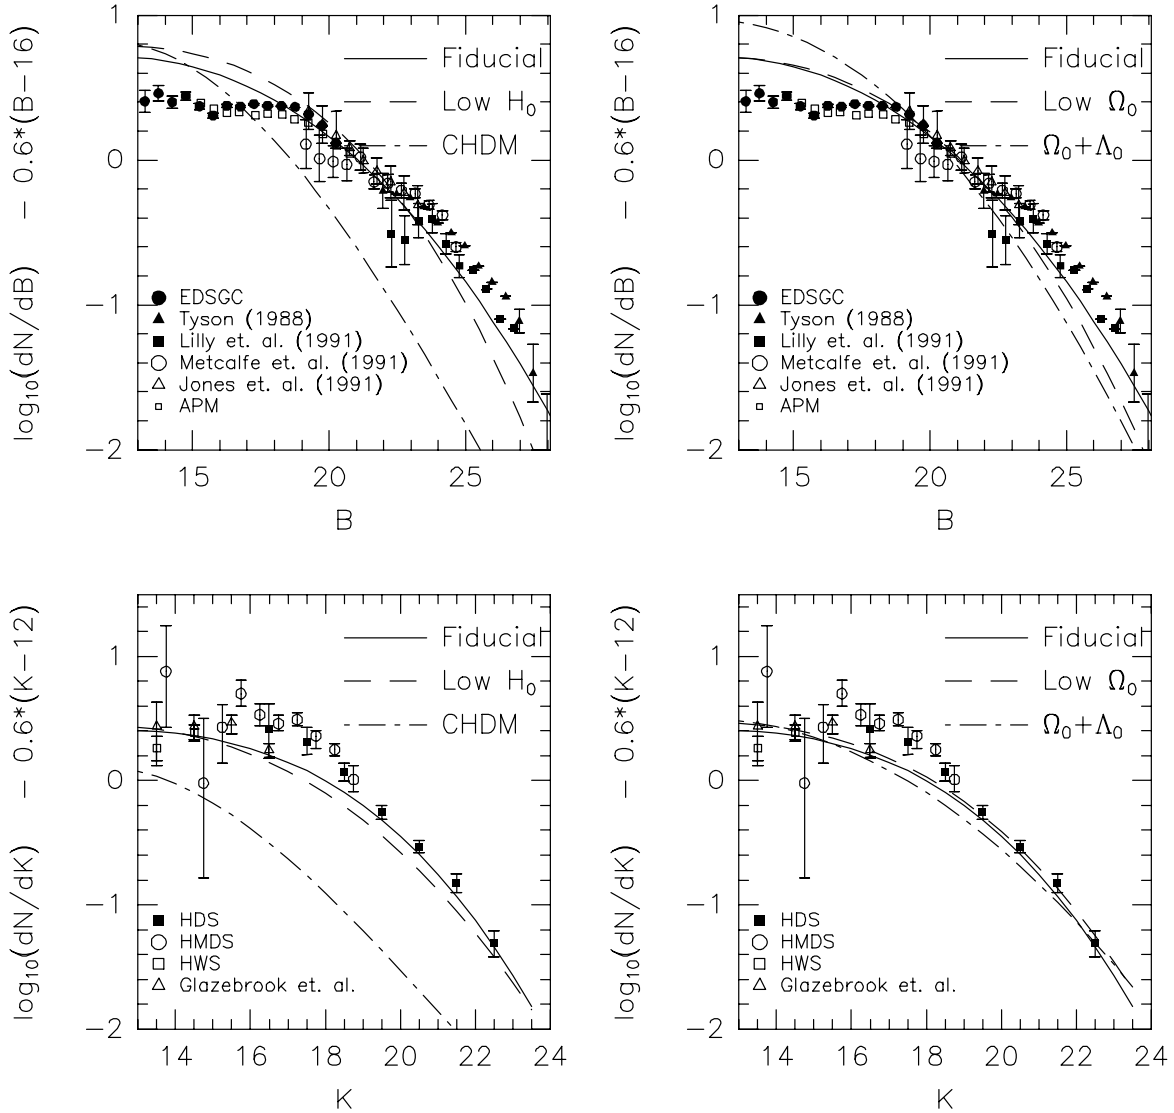 log₁₀(dN/dB) − 0.6*(B−16)
1
0
−1
−2
Fiducial
Low H₀
CHDM
EDSGC
Tyson (1988)
Lilly et. al (1991)
Metcalfe et. al (1991)
Jones et. al (1991)
APM
15 20 25
B
log₁₀(dN/dB) − 0.6*(B−16)
1
0
−1
−2
Fiducial
Low Ω₀
Ω₀+Λ₀
EDSGC
Tyson (1988)
Lilly et. al (1991)
Metcalfe et. al (1991)
Jones et. al (1991)
APM
15 20 25
B
log₁₀(dN/dK) − 0.6*(K−12)
1
0
−1
−2
Fiducial
Low H₀
CHDM
HDS
HMDS
HWS
Glazebrook et. al.
14 16 18 20 22 24
K
log₁₀(dN/dK) − 0.6*(K−12)
1
0
−1
−2
Fiducial
Low Ω₀
Ω₀+Λ₀
HDS
HMDS
HWS
Glazebrook et. al.
14 16 18 20 22 24
K